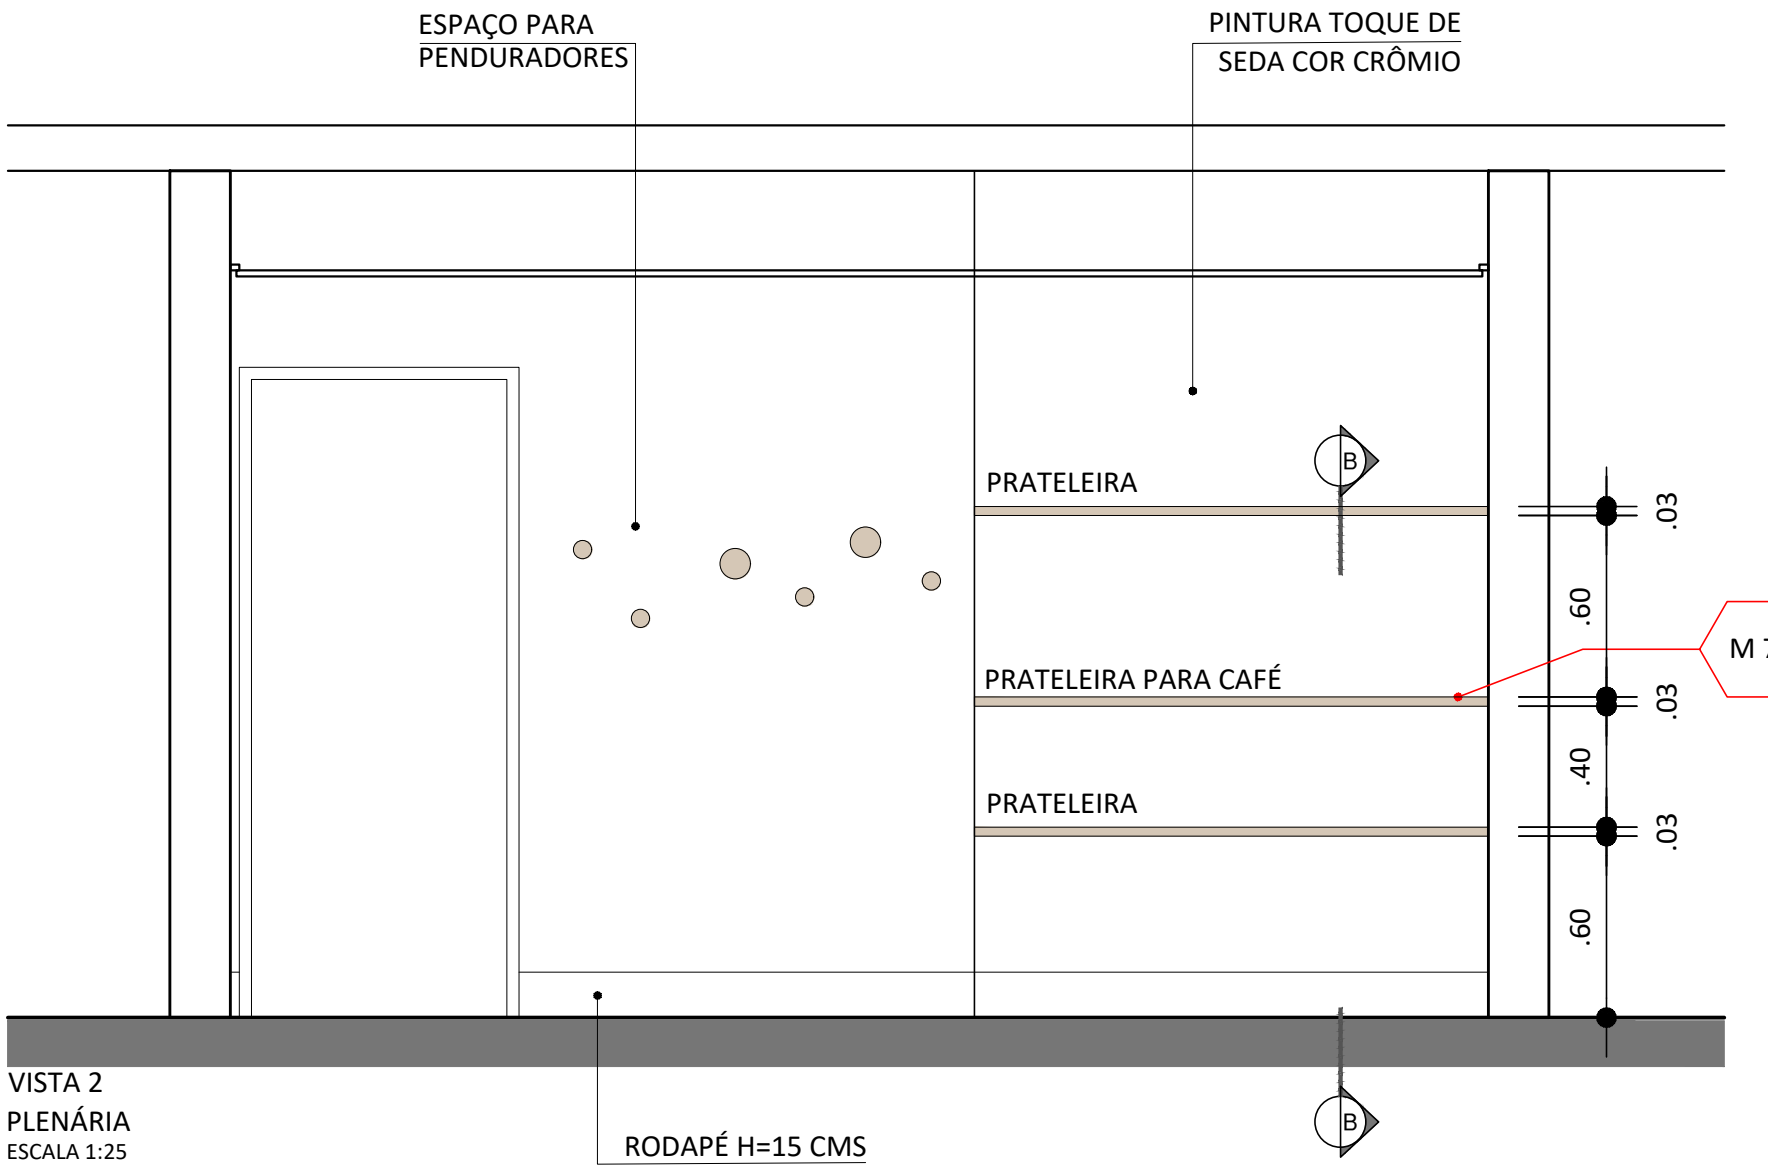 ESPAÇO PARA
PENDURADORES
PINTURA TOQUE DE
SEDA COR CRÔMIO
B
PRATELEIRA
.03
.60
M 7
PRATELEIRA PARA CAFÉ
.03
.40
PRATELEIRA
.03
.60
VISTA 2
PLENÁRIA
ESCALA 1:25
B
RODAPÉ H=15 CMS